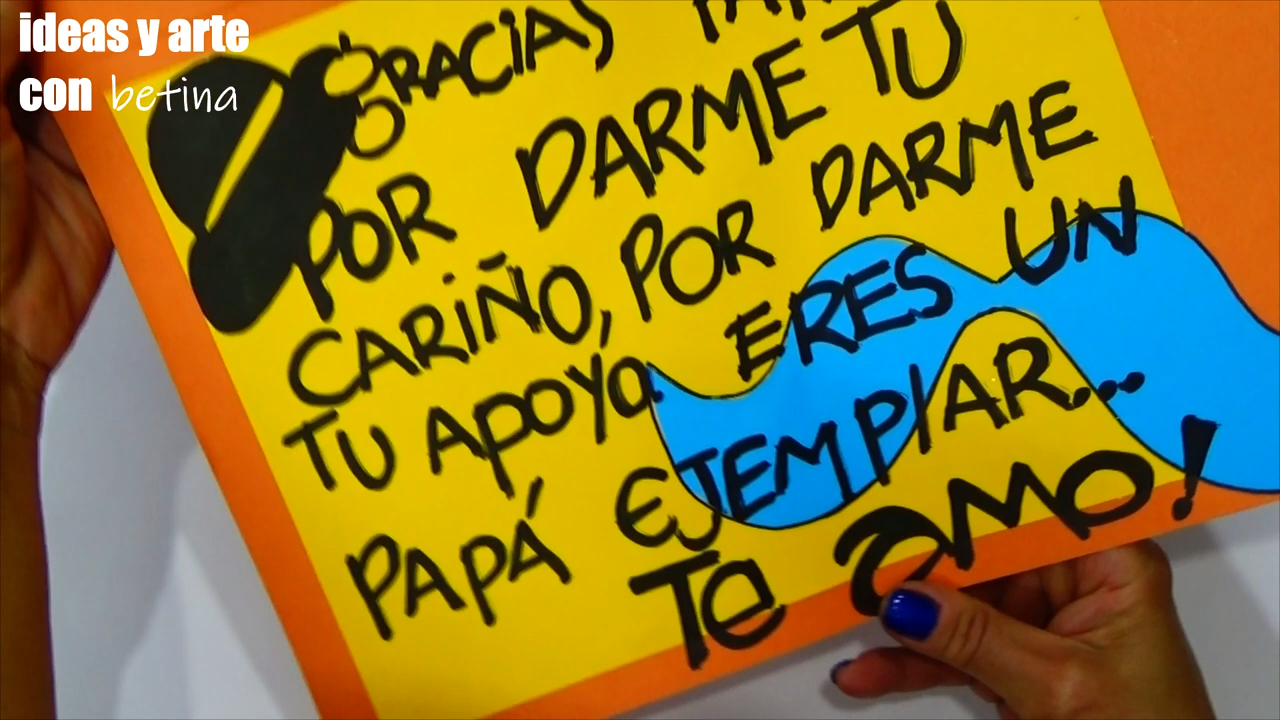 ideas y arte
con betina
GRACIAS
POR DARME TU
CARIÑO, POR DARME
TU APOYO ERES UN
PAPÁ EJEMPlAR...
Te amo!